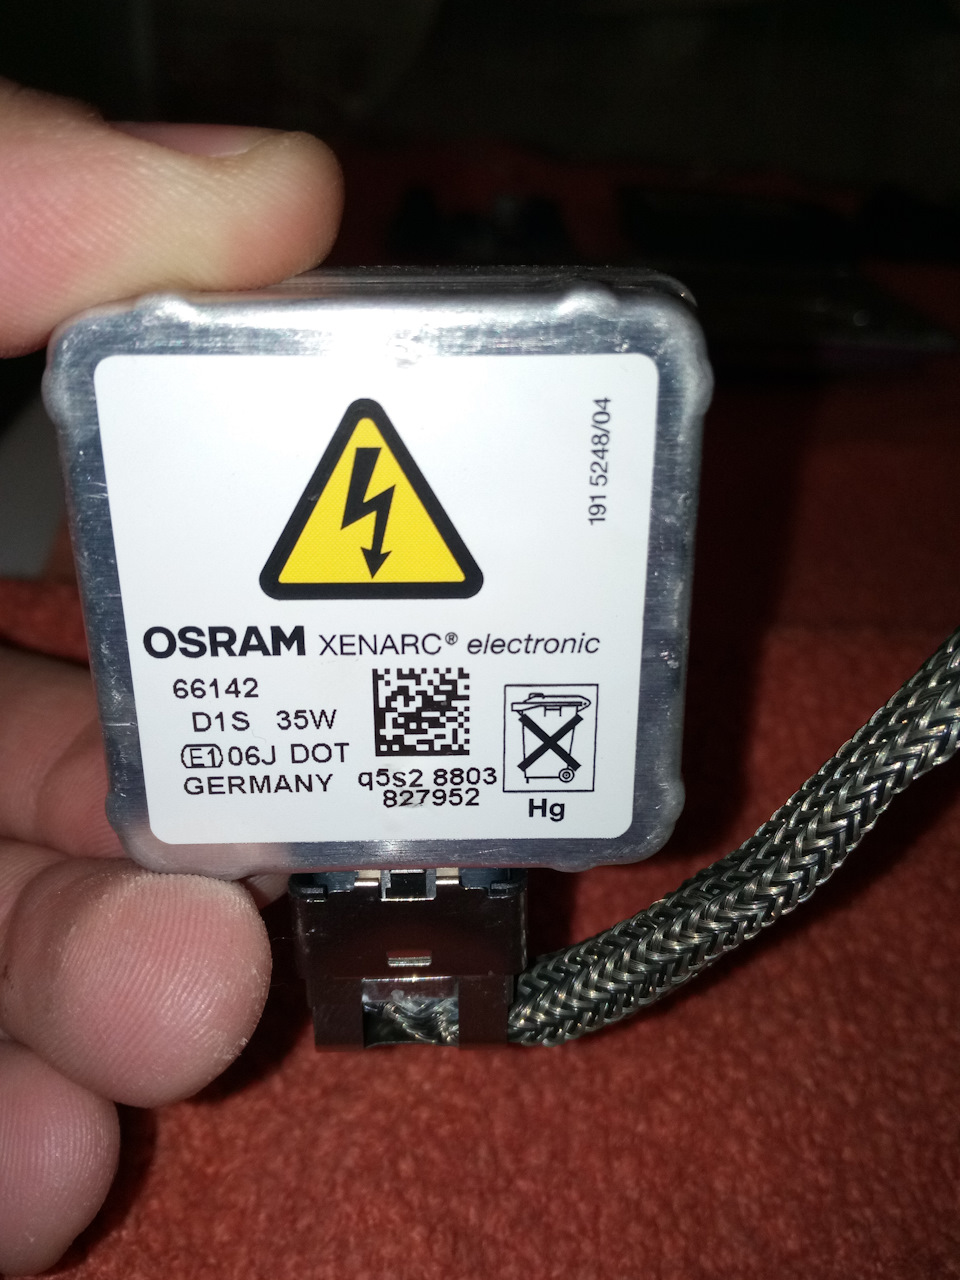 191 5248/04
OSRAM XENARC® electronic
66142
D1S 35W
E1 06J DOT
GERMANY
q5s2 8803
827952
Hg